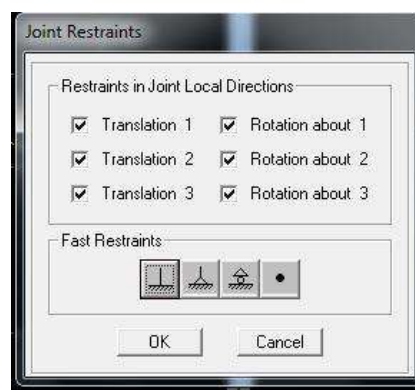 Joint Restraints
Restraints in Joint Local Directions
Translation 1 Rotation about 1
Translation 2 Rotation about 2
Translation 3 Rotation about 3
Fast Restraints
OK Cancel